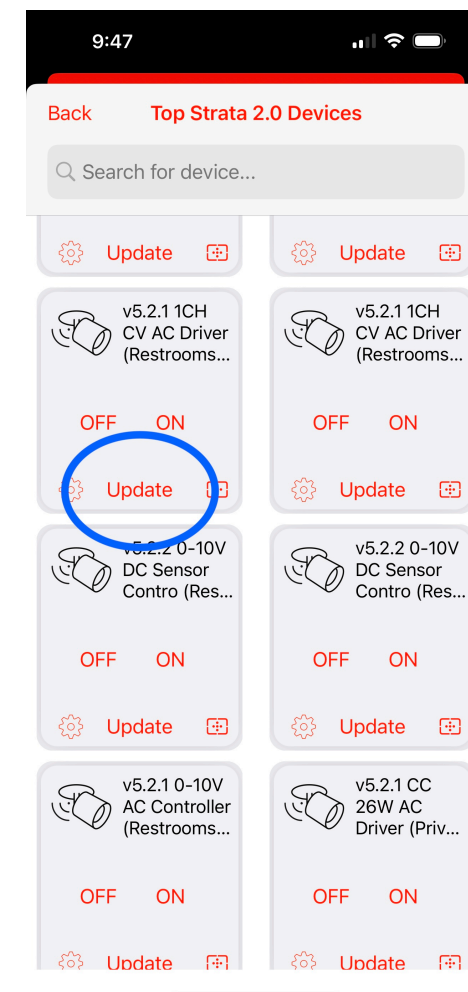 9:47
Back
Top Strata 2.0 Devices
Search for device...
Update
Update
v5.2.1 1CH
CV AC Driver
(Restrooms...
OFF ON
Update
v5.2.1 1CH
CV AC Driver
(Restrooms...
OFF ON
Update
v5.2.2 0-10V
DC Sensor
Contro (Res...
OFF ON
Update
v5.2.2 0-10V
DC Sensor
Contro (Res...
OFF ON
Update
v5.2.1 0-10V
AC Controller
(Restrooms...
OFF ON
Update
v5.2.1 CC
26W AC
Driver (Priv...
OFF ON
Update